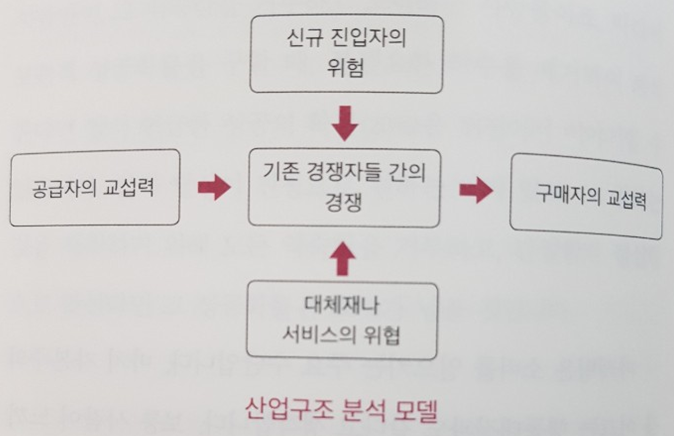 신규 진입자의
위험
공급자의 교섭력
기존 경쟁자들 간의
경쟁
구매자의 교섭력
대체재나
서비스의 위협
산업구조 분석 모델